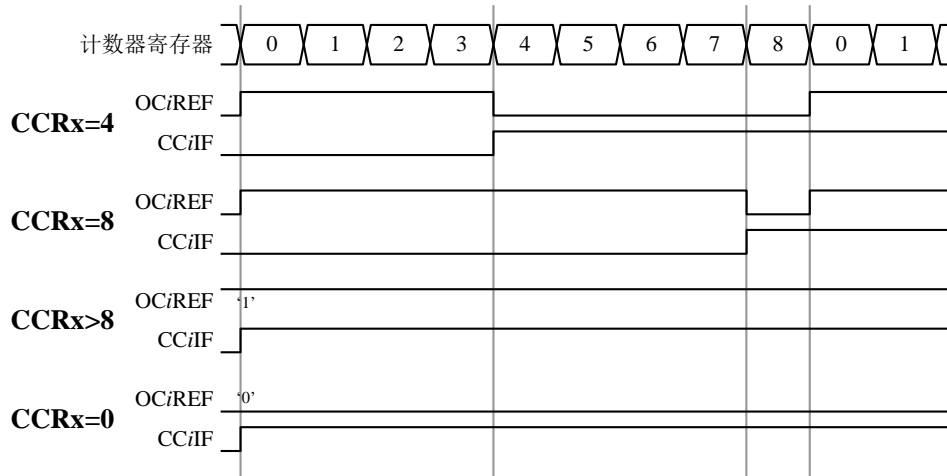 计数器寄存器 0 1 2 3 4 5 6 7 8 0 1
OCiREF
CCRx=4
CCiIF
OCiREF
CCRx=8
CCiIF
OCiREF ‘1’
CCRx>8
CCiIF
OCiREF ‘0’
CCRx=0
CCiIF